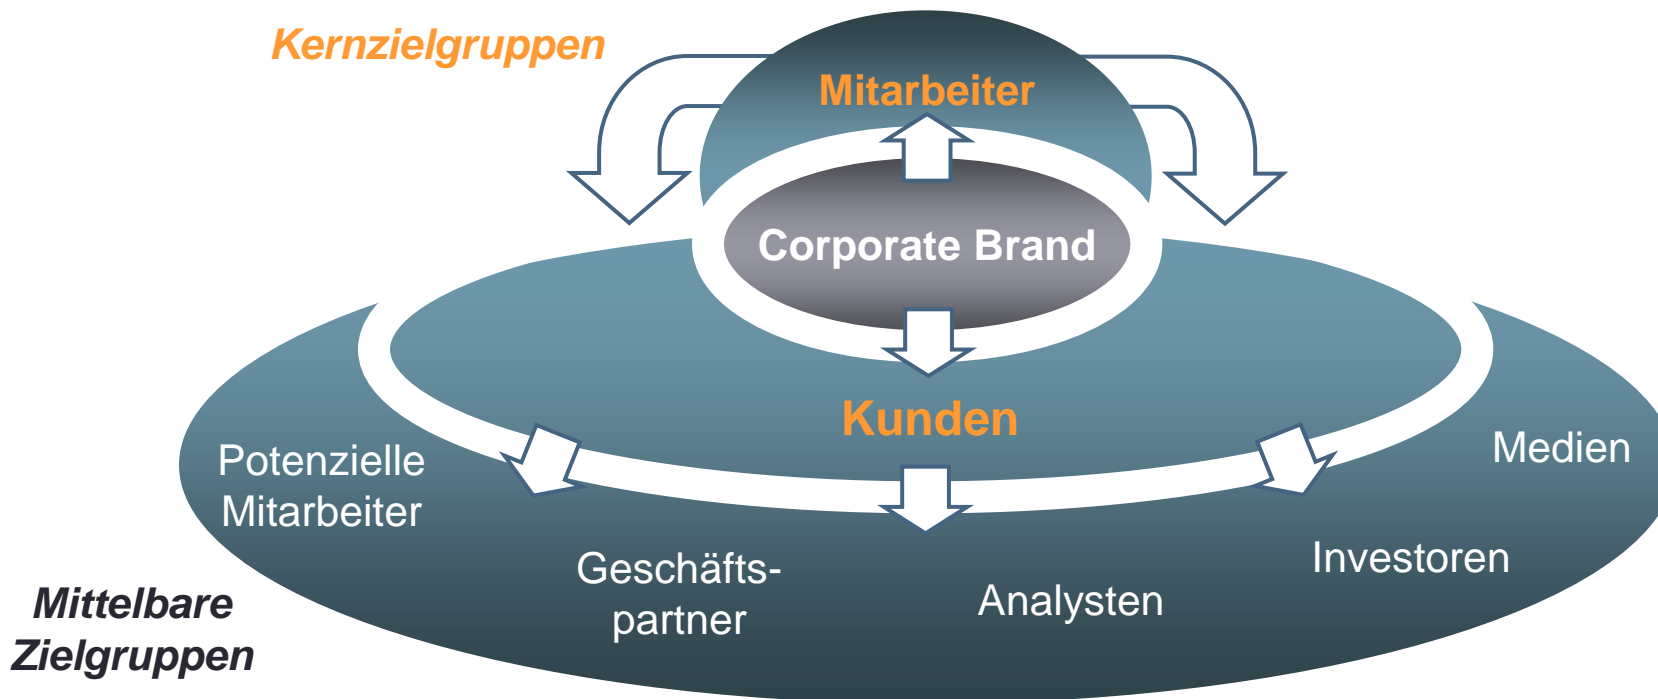 Kernzielgruppen
Mitarbeiter
Corporate Brand
Kunden
Potenzielle
Mitarbeiter
Geschäfts-
partner
Analysten
Investoren
Medien
Mittelbare
Zielgruppen